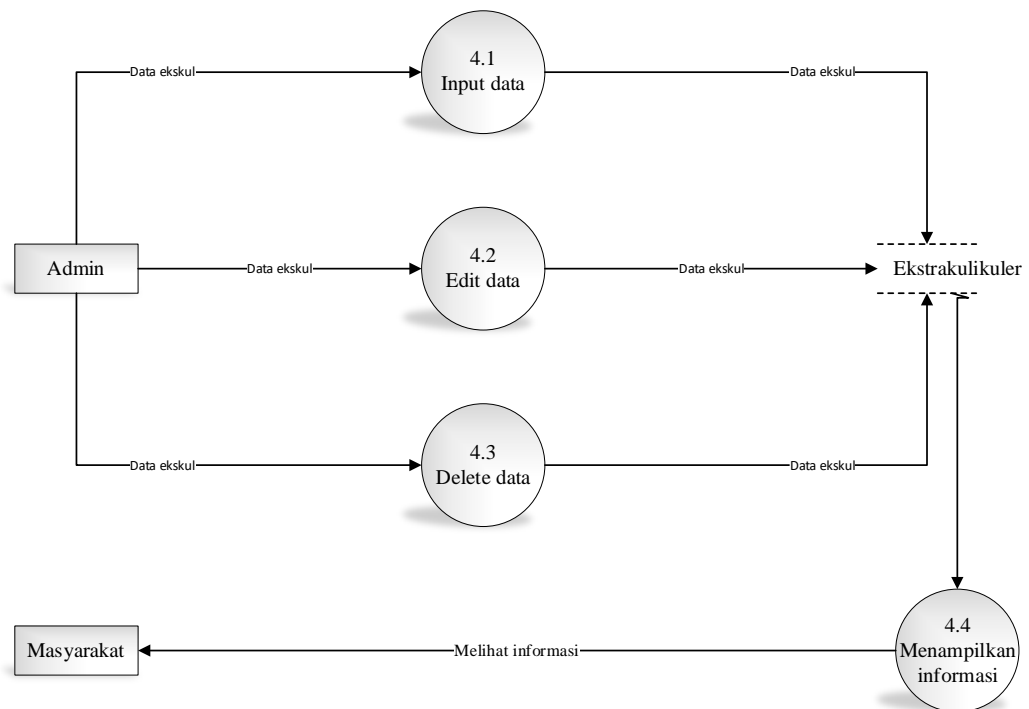 4.1
Input data
Data ekskul
Data ekskul
4.2
Edit data
Admin
Data ekskul
Data ekskul
Ekstrakulikuler
4.3
Delete data
Data ekskul
Data ekskul
4.4
Menampilkan
informasi
Masyarakat
Melihat informasi